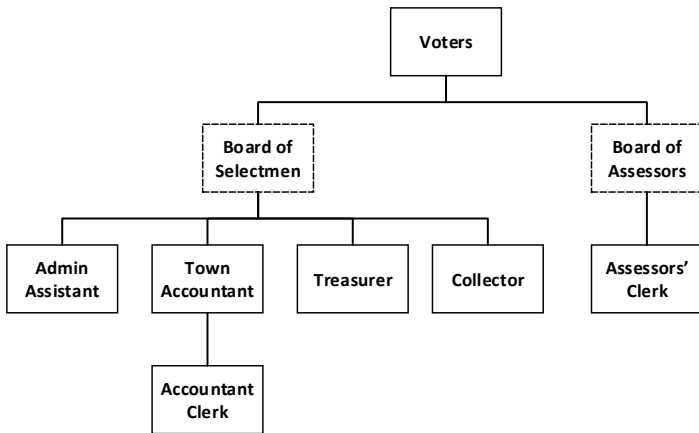 Voters
Board of
Selectmen
Board of
Assessors
Admin
Assistant
Town
Accountant
Treasurer
Collector
Assessors’
Clerk
Accountant
Clerk